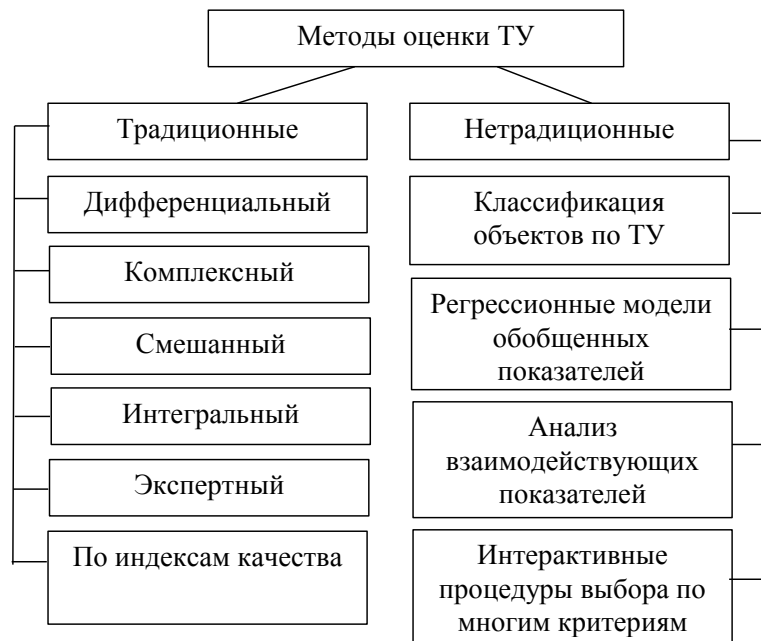 Методы оценки ТУ
Традиционные
Дифференциальный
Комплексный
Смешанный
Интегральный
Экспертный
По индексам качества
Нетрадиционные
Классификация
объектов по ТУ
Регрессионные модели
обобщенных
показателей
Анализ
взаимодействующих
показателей
Интерактивные
процедуры выбора по
многим критериям